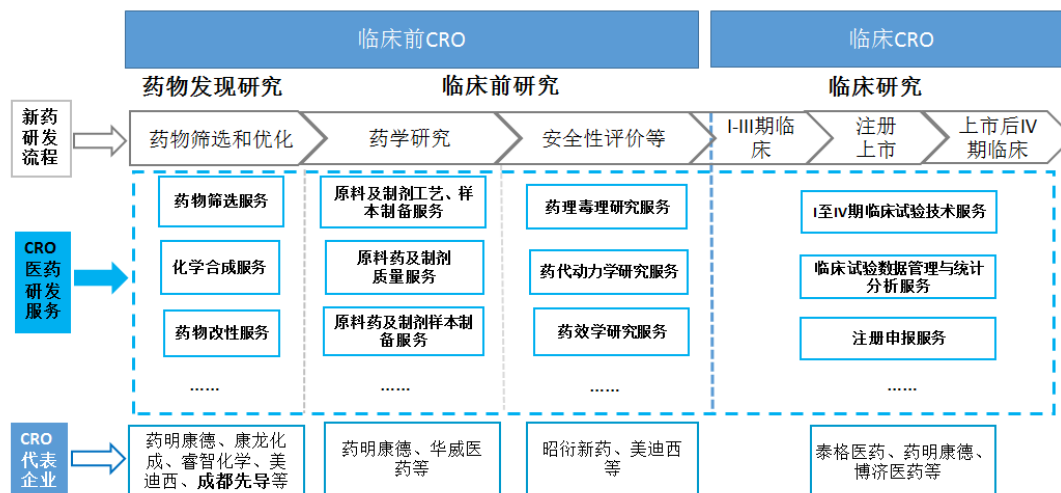 临床前CRO
临床CRO
药物发现研究
临床前研究
临床研究
新药
研发
流程
药物筛选和优化
药学研究
安全性评价等
I-III期临
床
注册
上市
上市后IV
期临床
CRO
医药
研发
服务
药物筛选服务
化学合成服务
药物改性服务
……
原料及制剂工艺、样
本制备服务
原料药及制剂
质量服务
原料药及制剂样本制
备服务
……
药理毒理研究服务
药代动力学研究服务
药效学研究服务
……
I至IV期临床试验技术服务
临床试验数据管理与统计
分析服务
注册申报服务
……
CRO
代表
企业
药明康德、康龙化
成、睿智化学、美
迪西、成都先导等
药明康德、华威医
药等
昭衍新药、美迪西
等
泰格医药、药明康德、
博济医药等